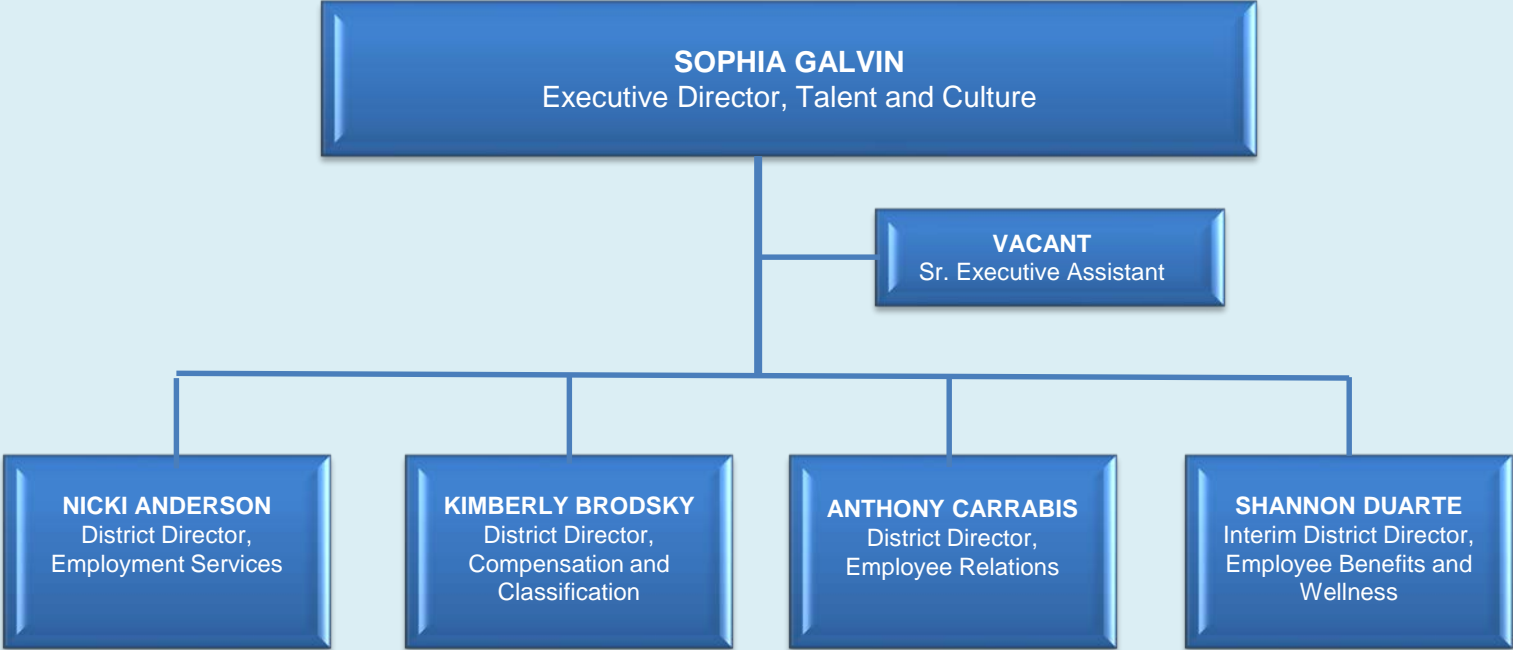 SOPHIA GALVIN
Executive Director, Talent and Culture
VACANT
Sr. Executive Assistant
NICKI ANDERSON
District Director,
Employment Services
KIMBERLY BRODSKY
District Director,
Compensation and
Classification
ANTHONY CARRABIS
District Director,
Employee Relations
SHANNON DUARTE
Interim District Director,
Employee Benefits and
Wellness